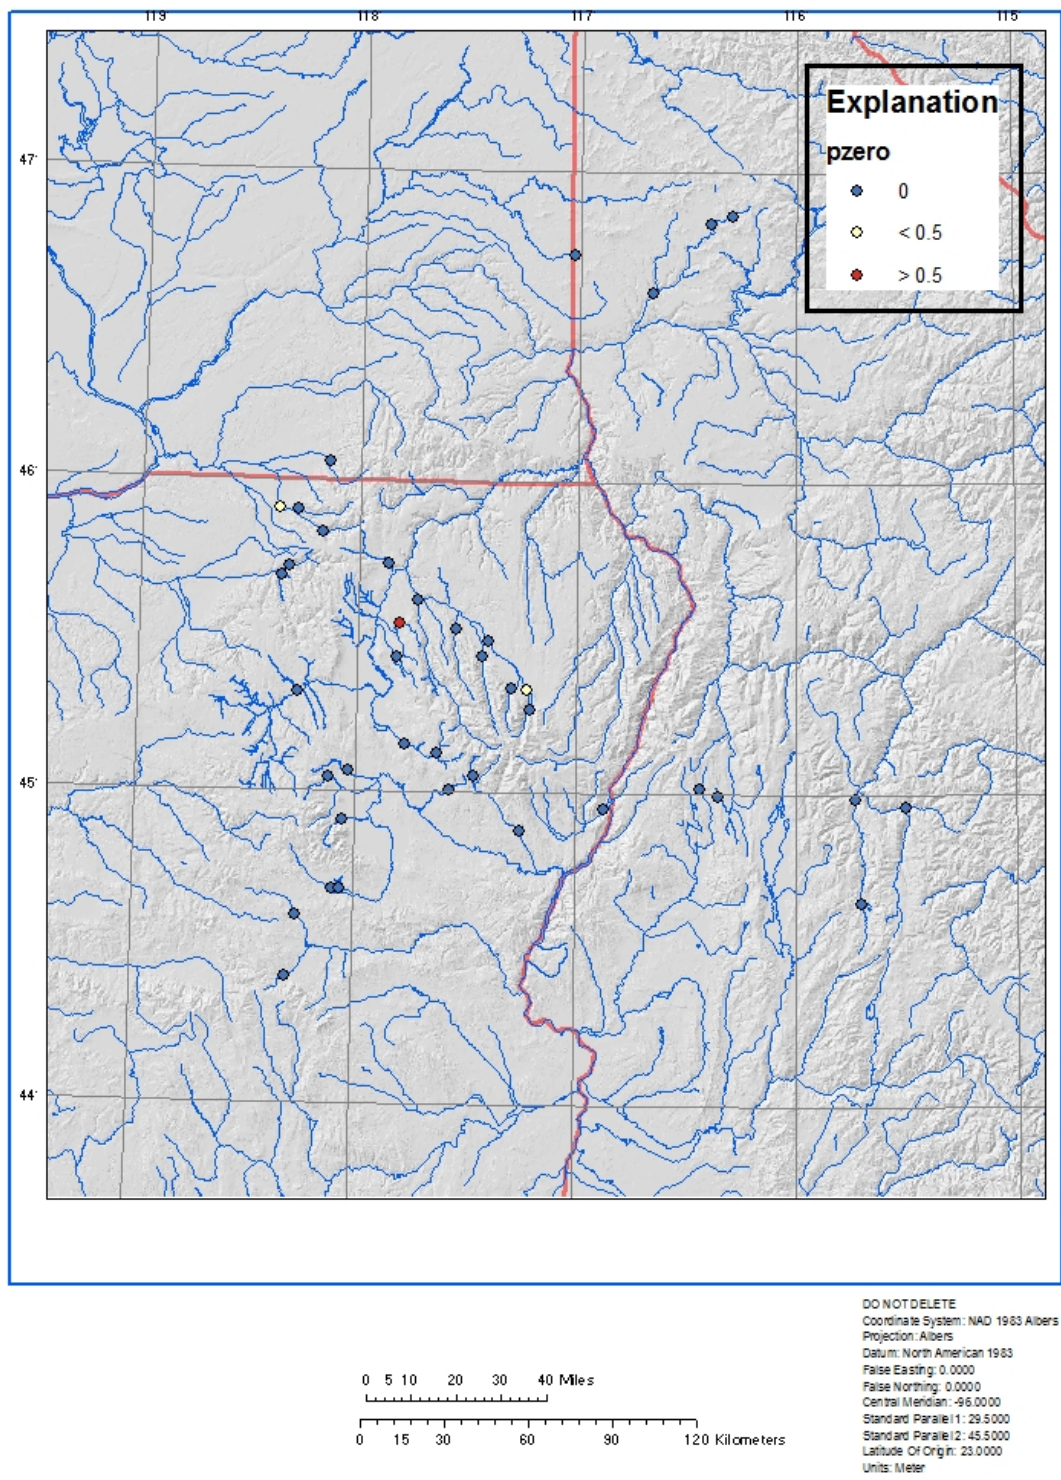 119° 118° 117° 116° 115°
Explanation
pzero
0
< 0.5
> 0.5
47°
46°
45°
44°
DO NOT DELETE
Coordinate System: NAD 1983 Albers
Projection: Albers
Datum: North American 1983
False Easting: 0.0000
False Northing: 0.0000
Central Meridian: -96.0000
Standard Parallel 1: 29.5000
Standard Parallel 2: 45.5000
Latitude Of Origin: 23.0000
Units: Meter
0 5 10 20 30 40 Miles
0 15 30 60 90 120 Kilometers